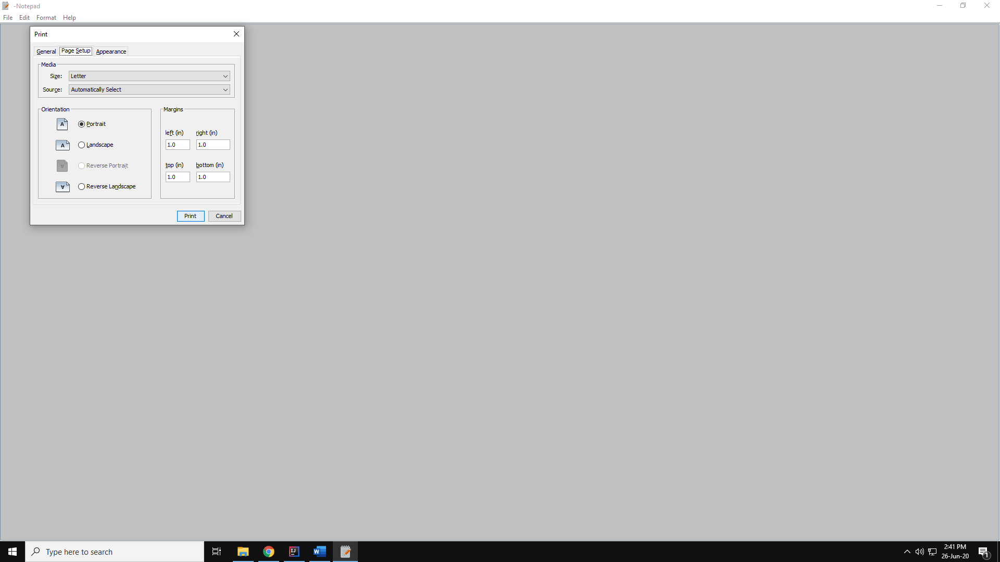 -Notepad
File Edit Format Help
Print
General Page Setup Appearance
Media
Size: Letter
Source: Automatically Select
Orientation
A Portrait
A Landscape
A Reverse Portrait
A Reverse Landscape
Margins
left (in) right (in)
1.0 1.0
top (in) bottom (in)
1.0 1.0
Print Cancel
Type here to search
IJ
W
2:41 PM
26-Jun-20
1